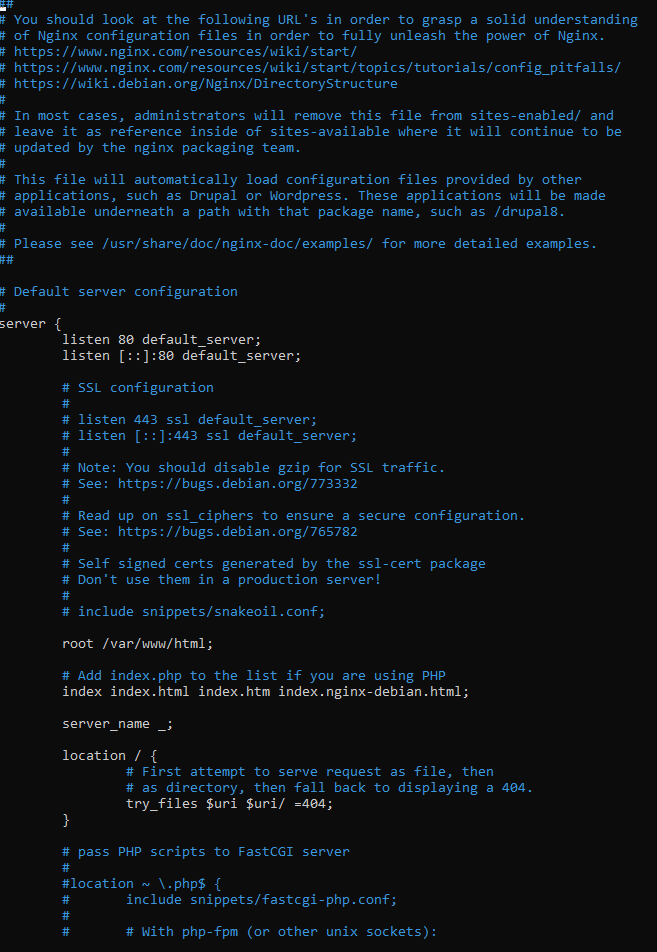 ##
# You should look at the following URL's in order to grasp a solid understanding
# of Nginx configuration files in order to fully unleash the power of Nginx.
# https://www.nginx.com/resources/wiki/start/
# https://www.nginx.com/resources/wiki/start/topics/tutorials/config_pitfalls/
# https://wiki.debian.org/Nginx/DirectoryStructure
#
# In most cases, administrators will remove this file from sites-enabled/ and
# leave it as reference inside of sites-available where it will continue to be
# updated by the nginx packaging team.
#
# This file will automatically load configuration files provided by other
# applications, such as Drupal or Wordpress. These applications will be made
# available underneath a path with that package name, such as /drupal8.
#
# Please see /usr/share/doc/nginx-doc/examples/ for more detailed examples.
##

# Default server configuration
#
server {
        listen 80 default_server;
        listen [::]:80 default_server;

        # SSL configuration
        #
        # listen 443 ssl default_server;
        # listen [::]:443 ssl default_server;
        #
        # Note: You should disable gzip for SSL traffic.
        # See: https://bugs.debian.org/773332
        #
        # Read up on ssl_ciphers to ensure a secure configuration.
        # See: https://bugs.debian.org/765782
        #
        # Self signed certs generated by the ssl-cert package
        # Don't use them in a production server!
        #
        # include snippets/snakeoil.conf;

        root /var/www/html;

        # Add index.php to the list if you are using PHP
        index index.html index.htm index.nginx-debian.html;

        server_name _;

        location / {
                # First attempt to serve request as file, then
                # as directory, then fall back to displaying a 404.
                try_files $uri $uri/ =404;
        }

        # pass PHP scripts to FastCGI server
        #
        #location ~ \.php$ {
        #       include snippets/fastcgi-php.conf;
        #
        #       # With php-fpm (or other unix sockets):